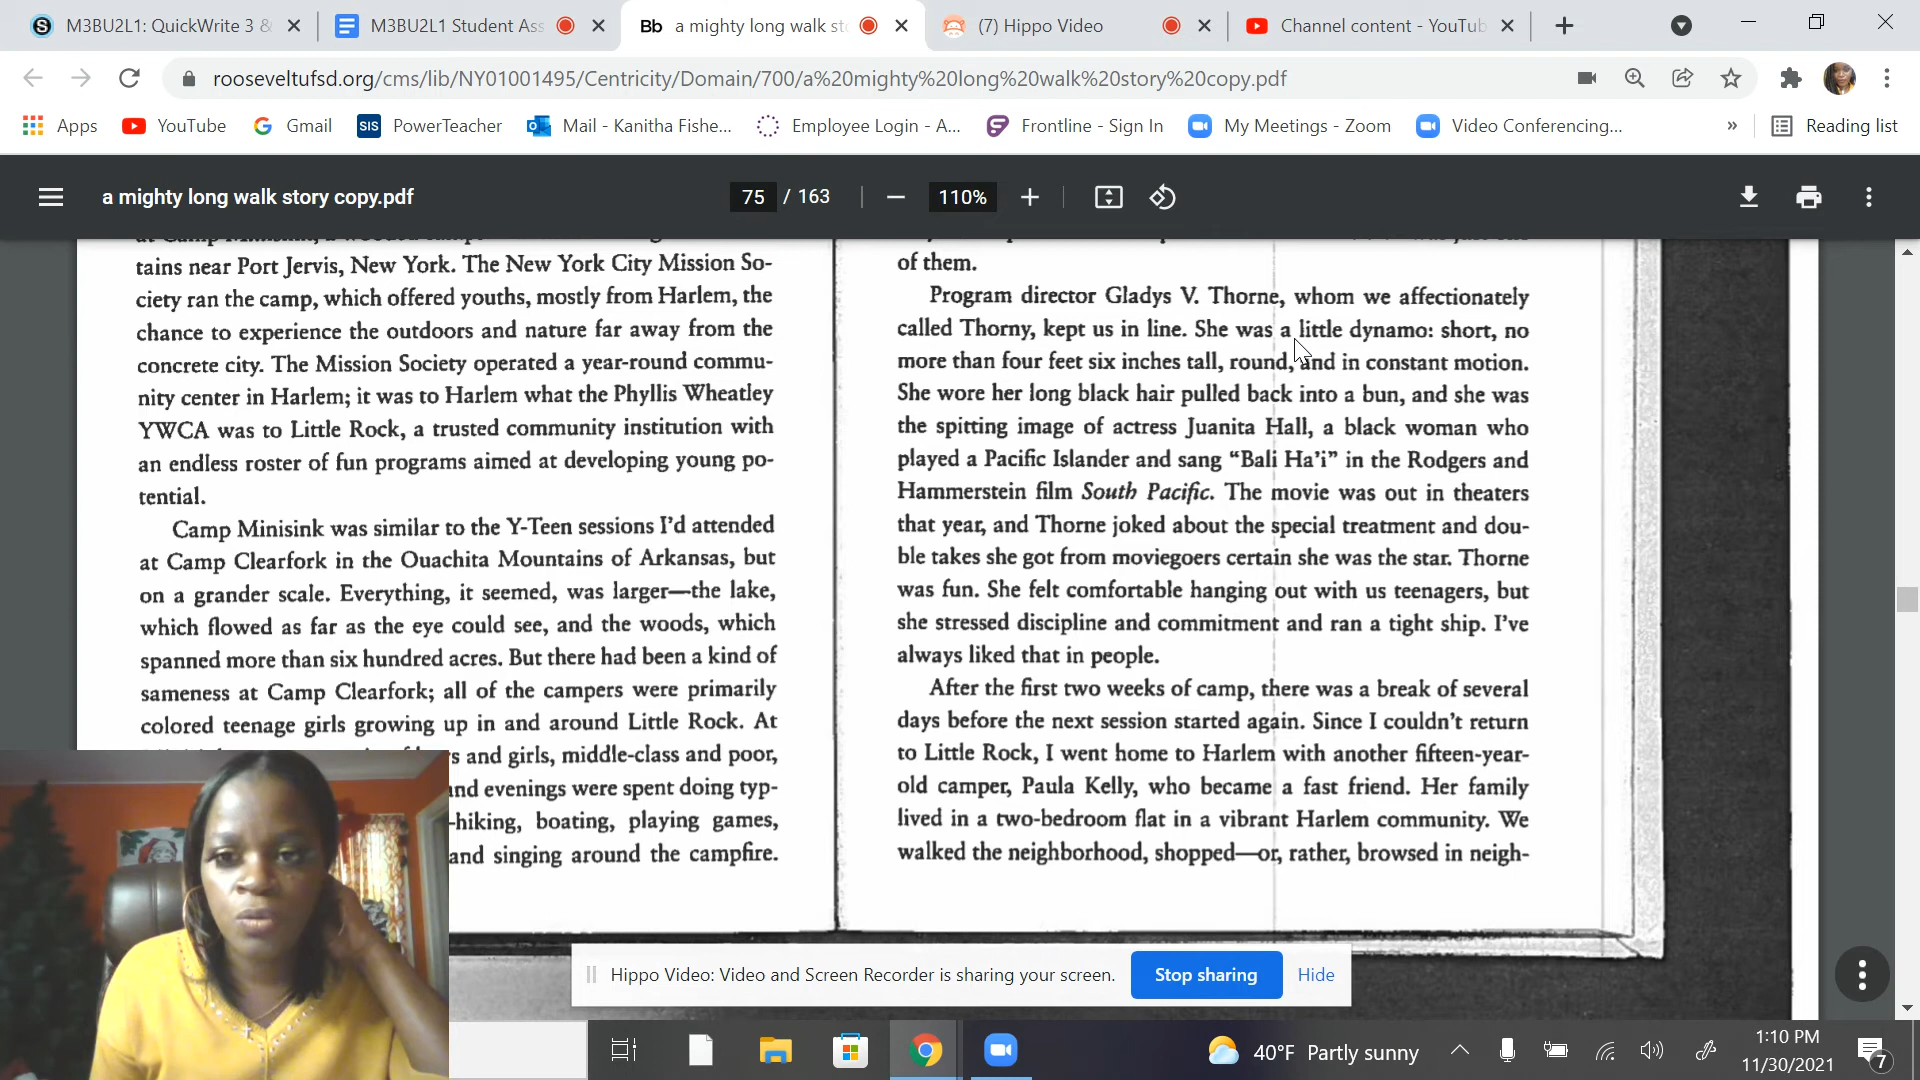 M3BU2L1: QuickWrite 3 &
M3BU2L1 Student Ass
Bb a mighty long walk sto
(7) Hippo Video
Channel content - YouTub
rooseveltufsd.org/cms/lib/NY01001495/Centricity/Domain/700/a%20mighty%20long%20walk%20story%20copy.pdf
Apps
YouTube
Gmail
SIS PowerTeacher
Mail - Kanitha Fishe...
Employee Login - A...
Frontline - Sign In
My Meetings - Zoom
Video Conferencing...
»
Reading list
a mighty long walk story copy.pdf
75 / 163
110%
tains near Port Jervis, New York. The New York City Mission So-
ciety ran the camp, which offered youths, mostly from Harlem, the
chance to experience the outdoors and nature far away from the
concrete city. The Mission Society operated a year-round commu-
nity center in Harlem; it was to Harlem what the Phyllis Wheatley
YWCA was to Little Rock, a trusted community institution with
an endless roster of fun programs aimed at developing young po-
tential.
Camp Minisink was similar to the Y-Teen sessions I'd attended
at Camp Clearfork in the Ouachita Mountains of Arkansas, but
on a grander scale. Everything, it seemed, was larger—the lake,
which flowed as far as the eye could see, and the woods, which
spanned more than six hundred acres. But there had been a kind of
sameness at Camp Clearfork; all of the campers were primarily
colored teenage girls growing up in and around Little Rock. At
s and girls, middle-class and poor,
and evenings were spent doing typ-
-hiking, boating, playing games,
and singing around the campfire.
of them.
Program director Gladys V. Thorne, whom we affectionately
called Thorny, kept us in line. She was a little dynamo: short, no
more than four feet six inches tall, round, and in constant motion.
She wore her long black hair pulled back into a bun, and she was
the spitting image of actress Juanita Hall, a black woman who
played a Pacific Islander and sang “Bali Ha’i” in the Rodgers and
Hammerstein film South Pacific. The movie was out in theaters
that year, and Thorne joked about the special treatment and dou-
ble takes she got from moviegoers certain she was the star. Thorne
was fun. She felt comfortable hanging out with us teenagers, but
she stressed discipline and commitment and ran a tight ship. I’ve
always liked that in people.
After the first two weeks of camp, there was a break of several
days before the next session started again. Since I couldn’t return
to Little Rock, I went home to Harlem with another fifteen-year-
old camper, Paula Kelly, who became a fast friend. Her family
lived in a two-bedroom flat in a vibrant Harlem community. We
walked the neighborhood, shopped—or, rather, browsed in neigh-
Hippo Video: Video and Screen Recorder is sharing your screen.
Stop sharing
Hide
40°F Partly sunny
1:10 PM
11/30/2021
7